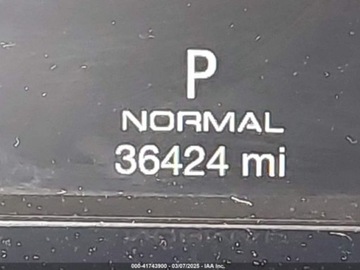 P
NORMAL
36424 mi
000-41743900 - 03/07/2025 - IAA Inc.